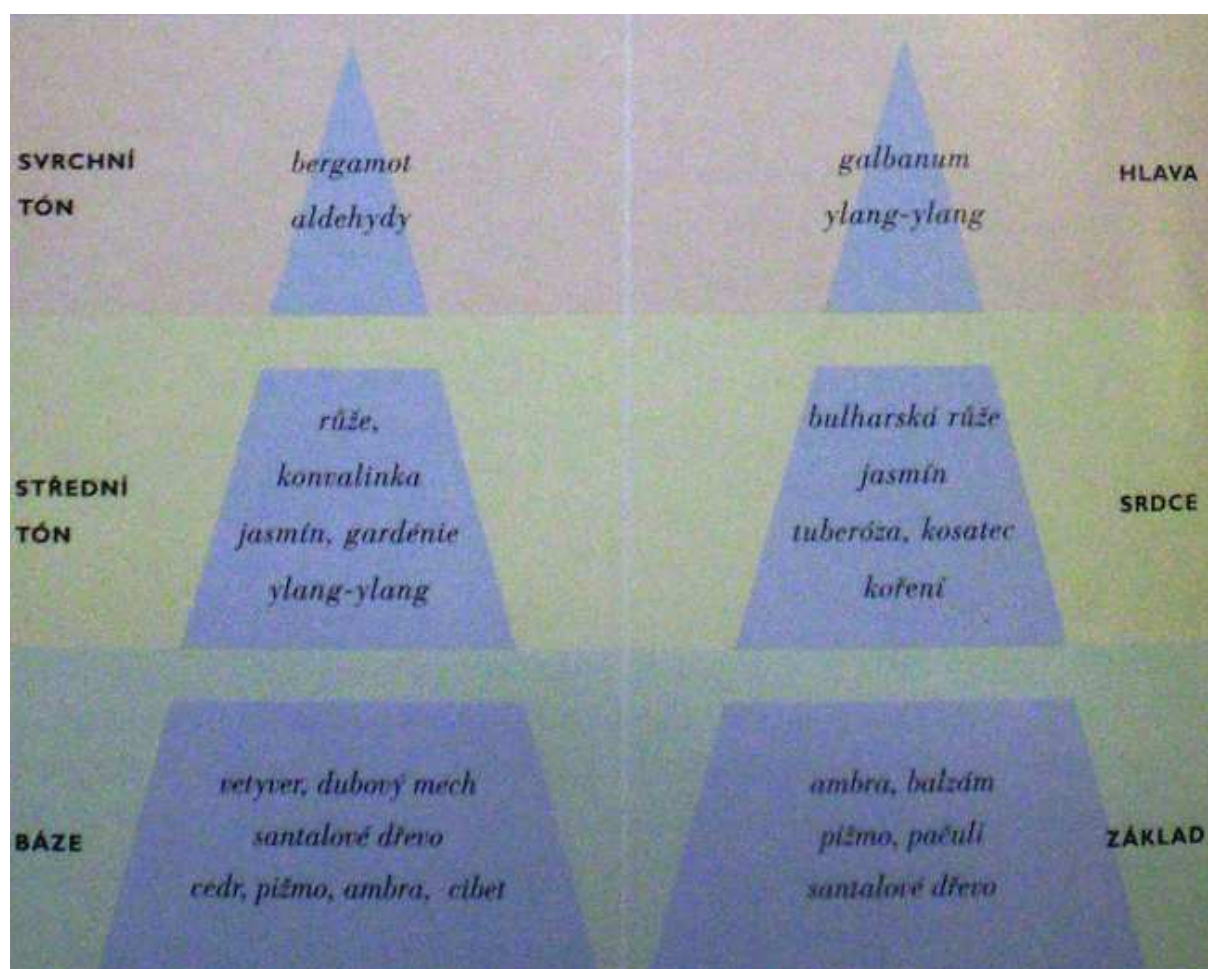 SVRCHNÍ
TÓN
bergamot
aldehydy
galbanum
ylang-ylang
HLAVA
STŘEDNÍ
TÓN
růže,
konvalinka
jasmín, gardénie
ylang-ylang
bulharská růže
jasmín
tuberóza, kosatec
koření
SRDCE
BÁZE
vetyver, dubový mech
santalové dřevo
cedr, pižmo, ambra, cibet
ambra, balzám
pižmo, pačuli
santalové dřevo
ZÁKLAD